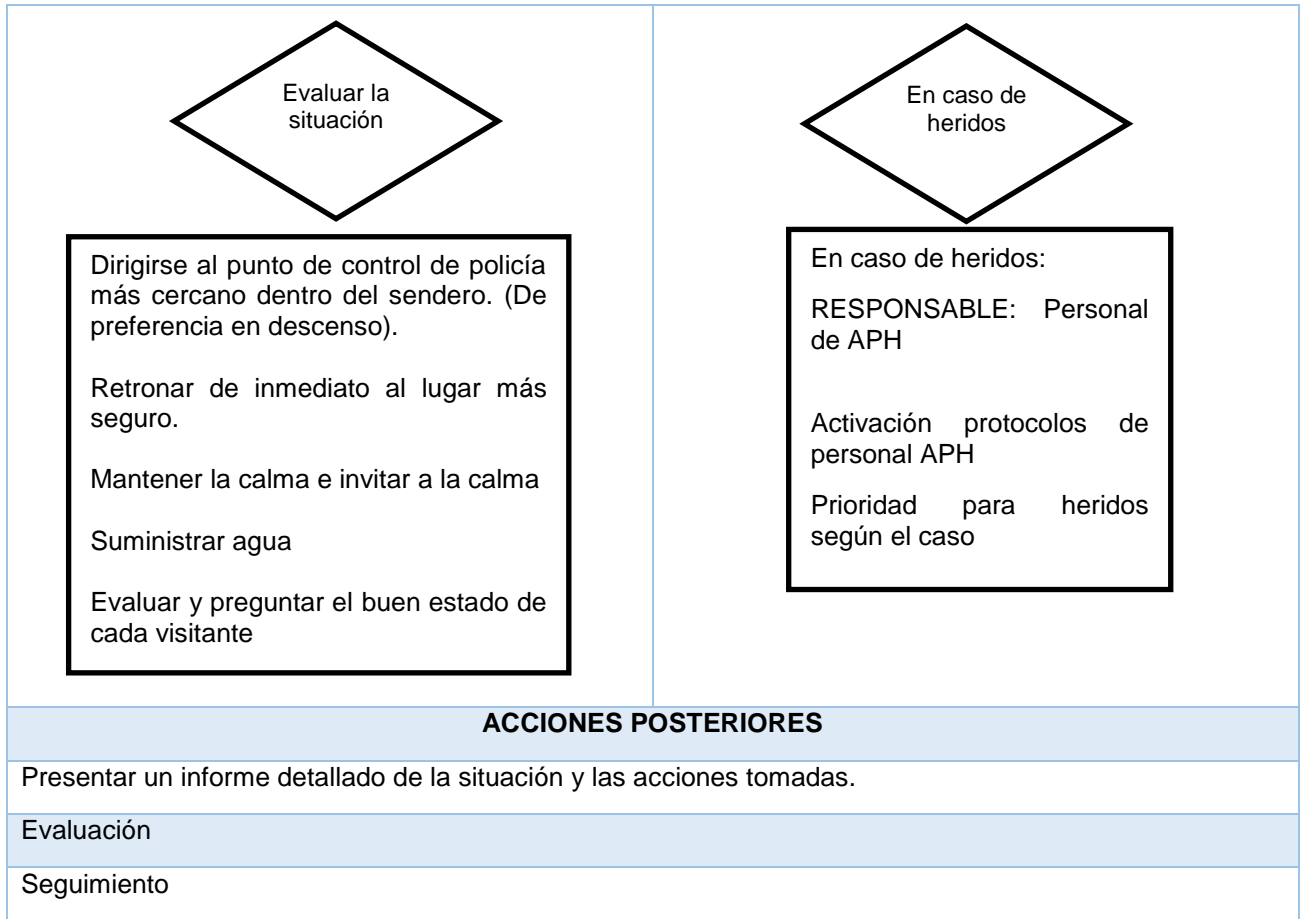 Evaluar la
situación
Dirigirse al punto de control de policía
más cercano dentro del sendero. (De
preferencia en descenso).
Retronar de inmediato al lugar más
seguro.
Mantener la calma e invitar a la calma
Suministrar agua
Evaluar y preguntar el buen estado de
cada visitante
En caso de
heridos
En caso de heridos:
RESPONSABLE: Personal
de APH
Activación protocolos de
personal APH
Prioridad para heridos
según el caso
ACCIONES POSTERIORES
Presentar un informe detallado de la situación y las acciones tomadas.
Evaluación
Seguimiento